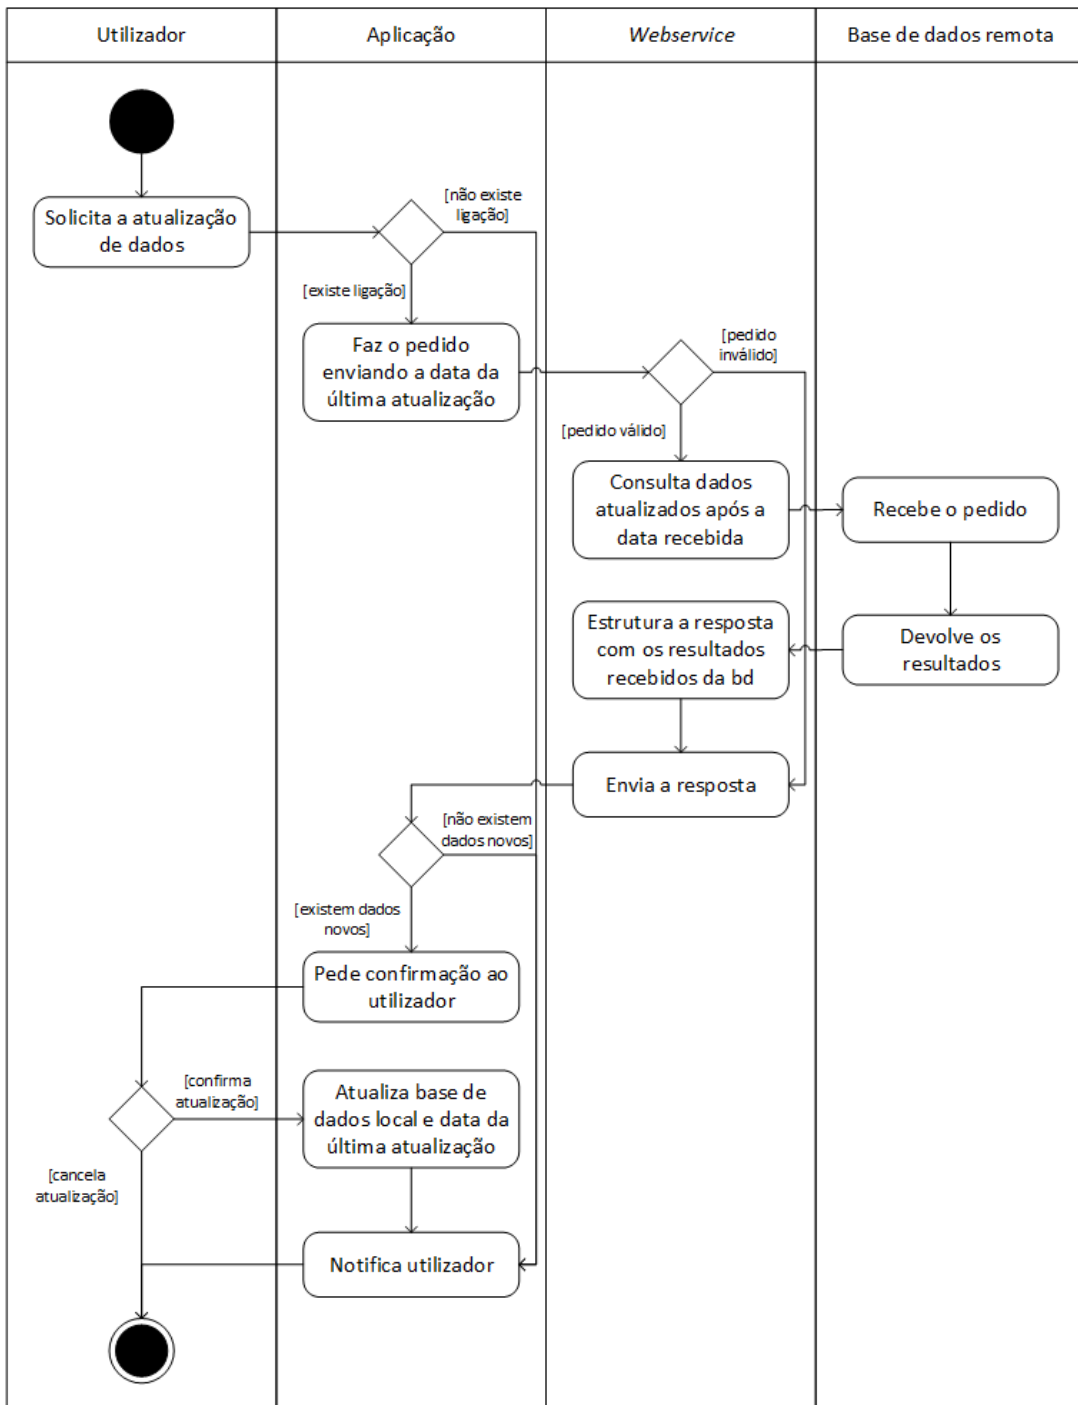 Utilizador
Aplicação
Webservice
Base de dados remota
Solicita a atualização
de dados
[não existe
ligação]
[existe ligação]
Faz o pedido
enviando a data da
última atualização
[pedido
inválido]
[pedido válido]
Consulta dados
atualizados após a
data recebida
Recebe o pedido
Estrutura a resposta
com os resultados
recebidos da bd
Devolve os
resultados
Envia a resposta
[não existem
dados novos]
[existem dados
novos]
Pede confirmação ao
utilizador
[confirma
atualização]
Atualiza base de
dados local e data da
última atualização
[cancela
atualização]
Notifica utilizador